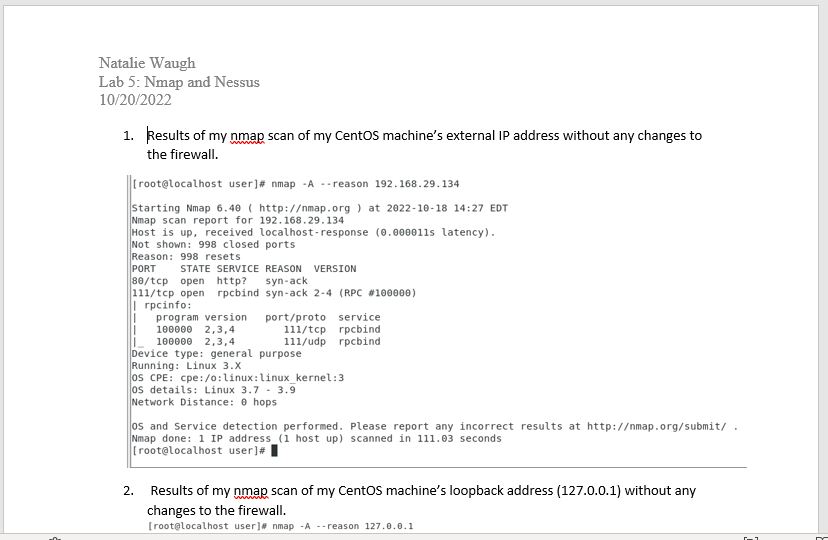 Natalie Waugh
Lab 5: Nmap and Nessus
10/20/2022
1. Results of my nmap scan of my CentOS machine’s external IP address without any changes to
the firewall.
[root@localhost user]# nmap -A --reason 192.168.29.134
Starting Nmap 6.40 ( http://nmap.org ) at 2022-10-18 14:27 EDT
Nmap scan report for 192.168.29.134
Host is up, received localhost-response (0.000011s latency).
Not shown: 998 closed ports
Reason: 998 resets
PORT    STATE SERVICE REASON  VERSION
80/tcp  open  http?   syn-ack
111/tcp open  rpcbind syn-ack 2-4 (RPC #100000)
| rpcinfo:
|   program version   port/proto  service
|   100000  2,3,4        111/tcp  rpcbind
|_  100000  2,3,4        111/udp  rpcbind
Device type: general purpose
Running: Linux 3.X
OS CPE: cpe:/o:linux:linux_kernel:3
OS details: Linux 3.7 - 3.9
Network Distance: 0 hops
OS and Service detection performed. Please report any incorrect results at http://nmap.org/submit/ .
Nmap done: 1 IP address (1 host up) scanned in 111.03 seconds
[root@localhost user]#
2. Results of my nmap scan of my CentOS machine’s loopback address (127.0.0.1) without any
changes to the firewall.
[root@localhost user]# nmap -A --reason 127.0.0.1